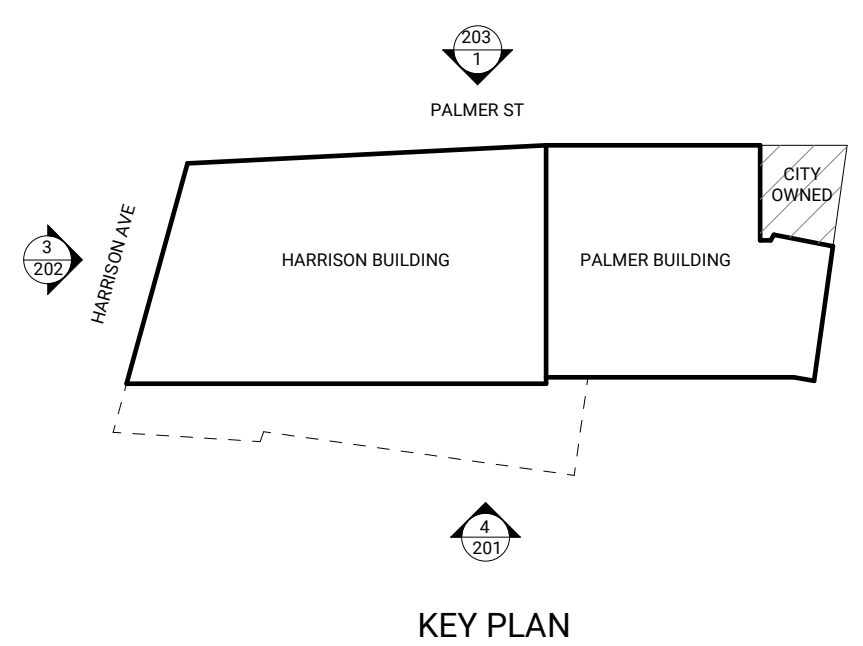 203
1
PALMER ST
CITY
OWNED
HARRISON AVE
3
202
HARRISON BUILDING
PALMER BUILDING
4
201
KEY PLAN